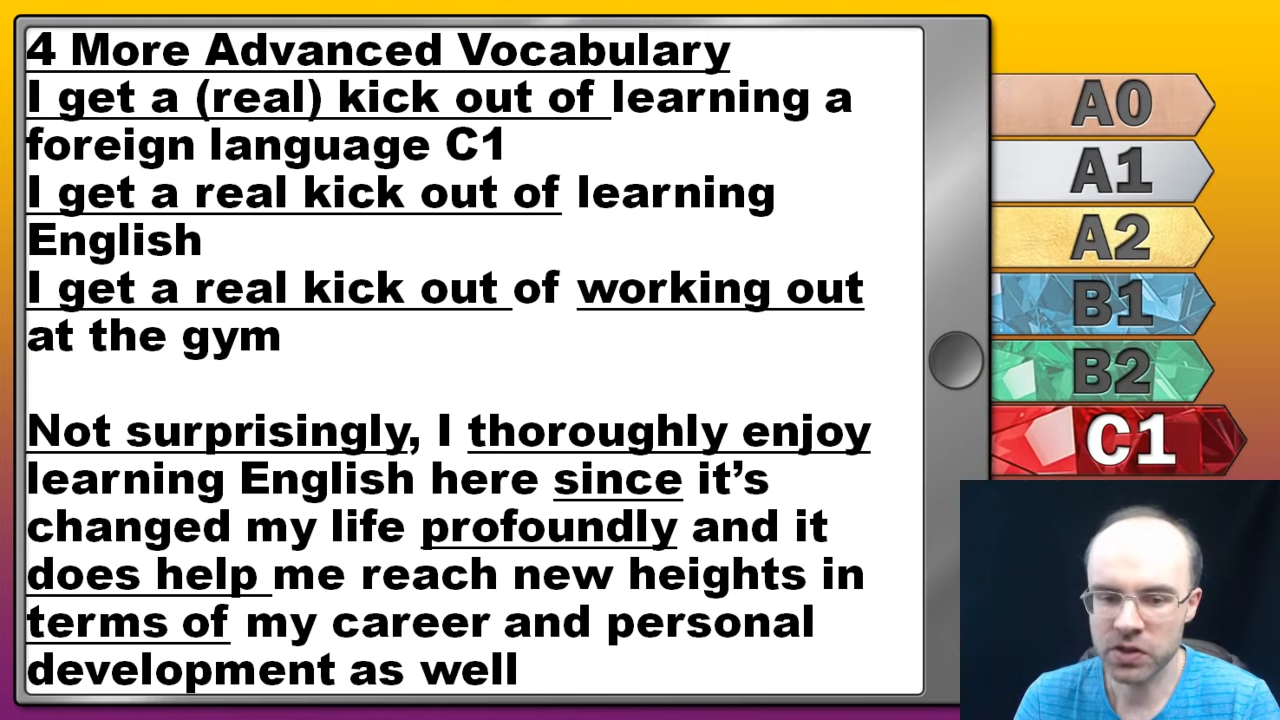 4 More Advanced Vocabulary
I get a (real) kick out of learning a
foreign language C1
I get a real kick out of learning
English
I get a real kick out of working out
at the gym
Not surprisingly, I thoroughly enjoy
learning English here since it’s
changed my life profoundly and it
does help me reach new heights in
terms of my career and personal
development as well
A0
A1
A2
B1
B2
C1